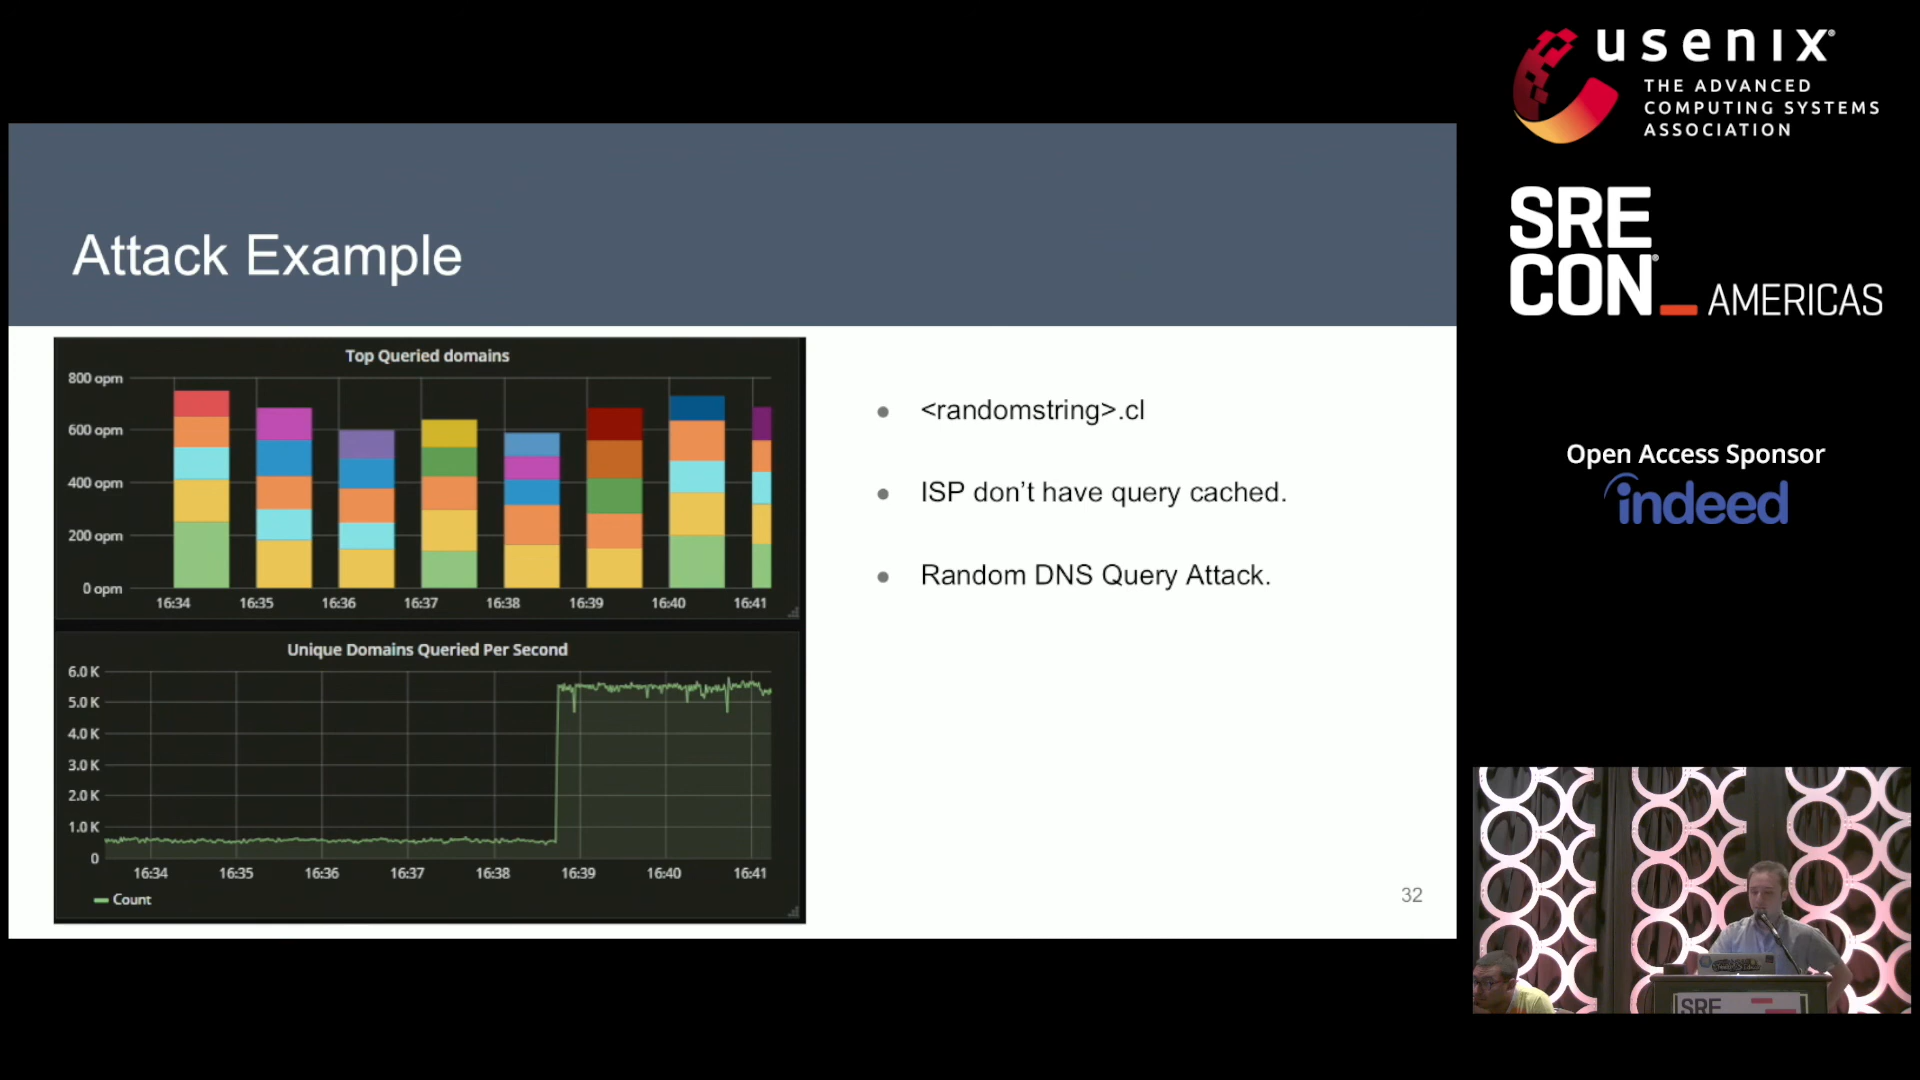 usenix
THE ADVANCED
COMPUTING SYSTEMS
ASSOCIATION
SRE
CON AMERICAS
Open Access Sponsor
indeed
Attack Example
Top Queried domains
800 opm
600 opm
400 opm
200 opm
0 opm
16:34 16:35 16:36 16:37 16:38 16:39 16:40 16:41
Unique Domains Queried Per Second
6.0 K
5.0 K
4.0 K
3.0 K
2.0 K
1.0 K
0
16:34 16:35 16:36 16:37 16:38 16:39 16:40 16:41
Count
<randomstring>.cl
ISP don’t have query cached.
Random DNS Query Attack.
32
SRE